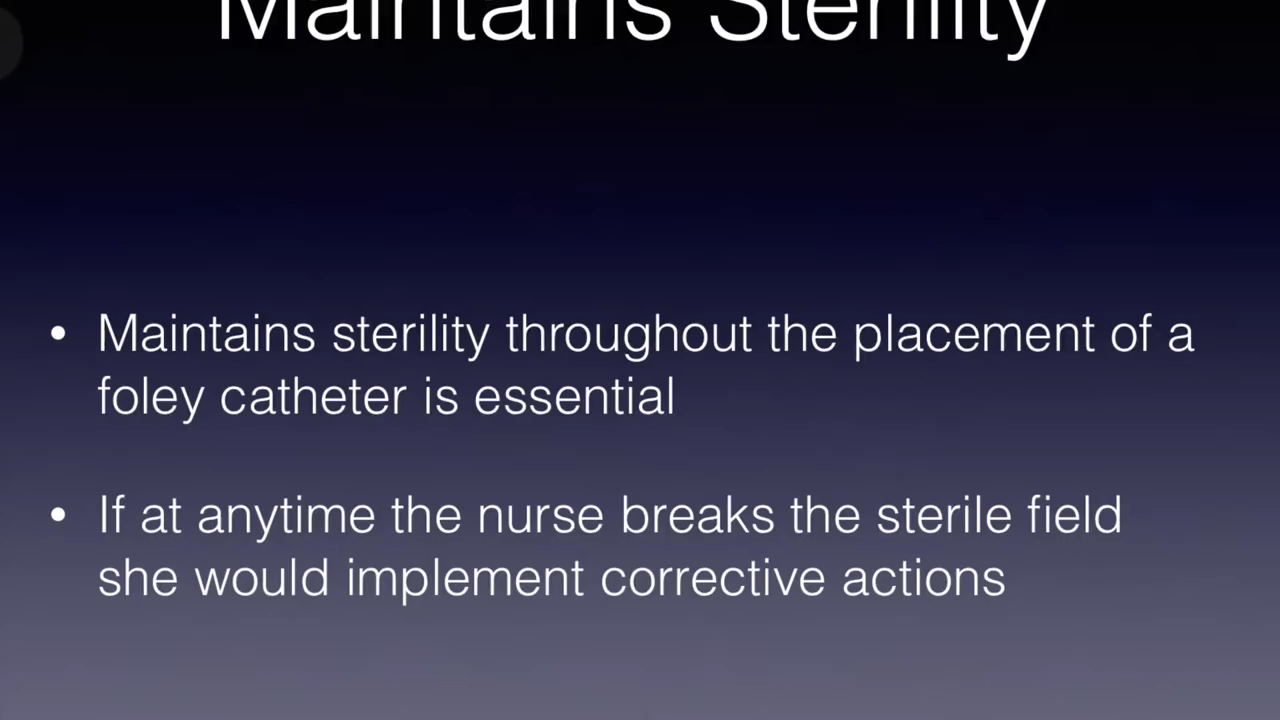 Maintains Sterility
• Maintains sterility throughout the placement of a
foley catheter is essential
• If at anytime the nurse breaks the sterile field
she would implement corrective actions